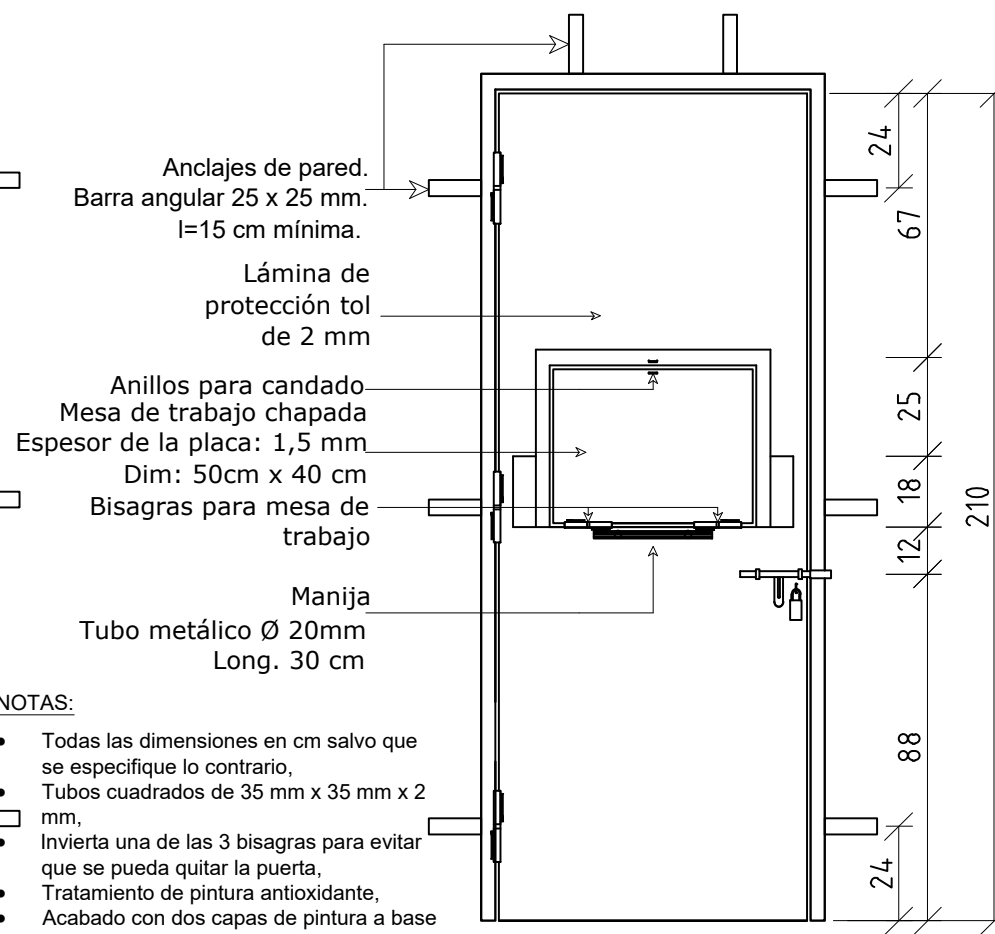 Anclajes de pared.
Barra angular 25 x 25 mm.
l=15 cm mínima.
Lámina de
protección tol
de 2 mm
Anillos para candado
Mesa de trabajo chapada
Espesor de la placa: 1,5 mm
Dim: 50cm x 40 cm
Bisagras para mesa de
trabajo
Manija
Tubo metálico Ø 20mm
Long. 30 cm
NOTAS:
• Todas las dimensiones en cm salvo que
se especifique lo contrario,
• Tubos cuadrados de 35 mm x 35 mm x 2
mm,
• Invierta una de las 3 bisagras para evitar
que se pueda quitar la puerta,
• Tratamiento de pintura antioxidante,
• Acabado con dos capas de pintura a base
24
67
25
18
12
88
24
210